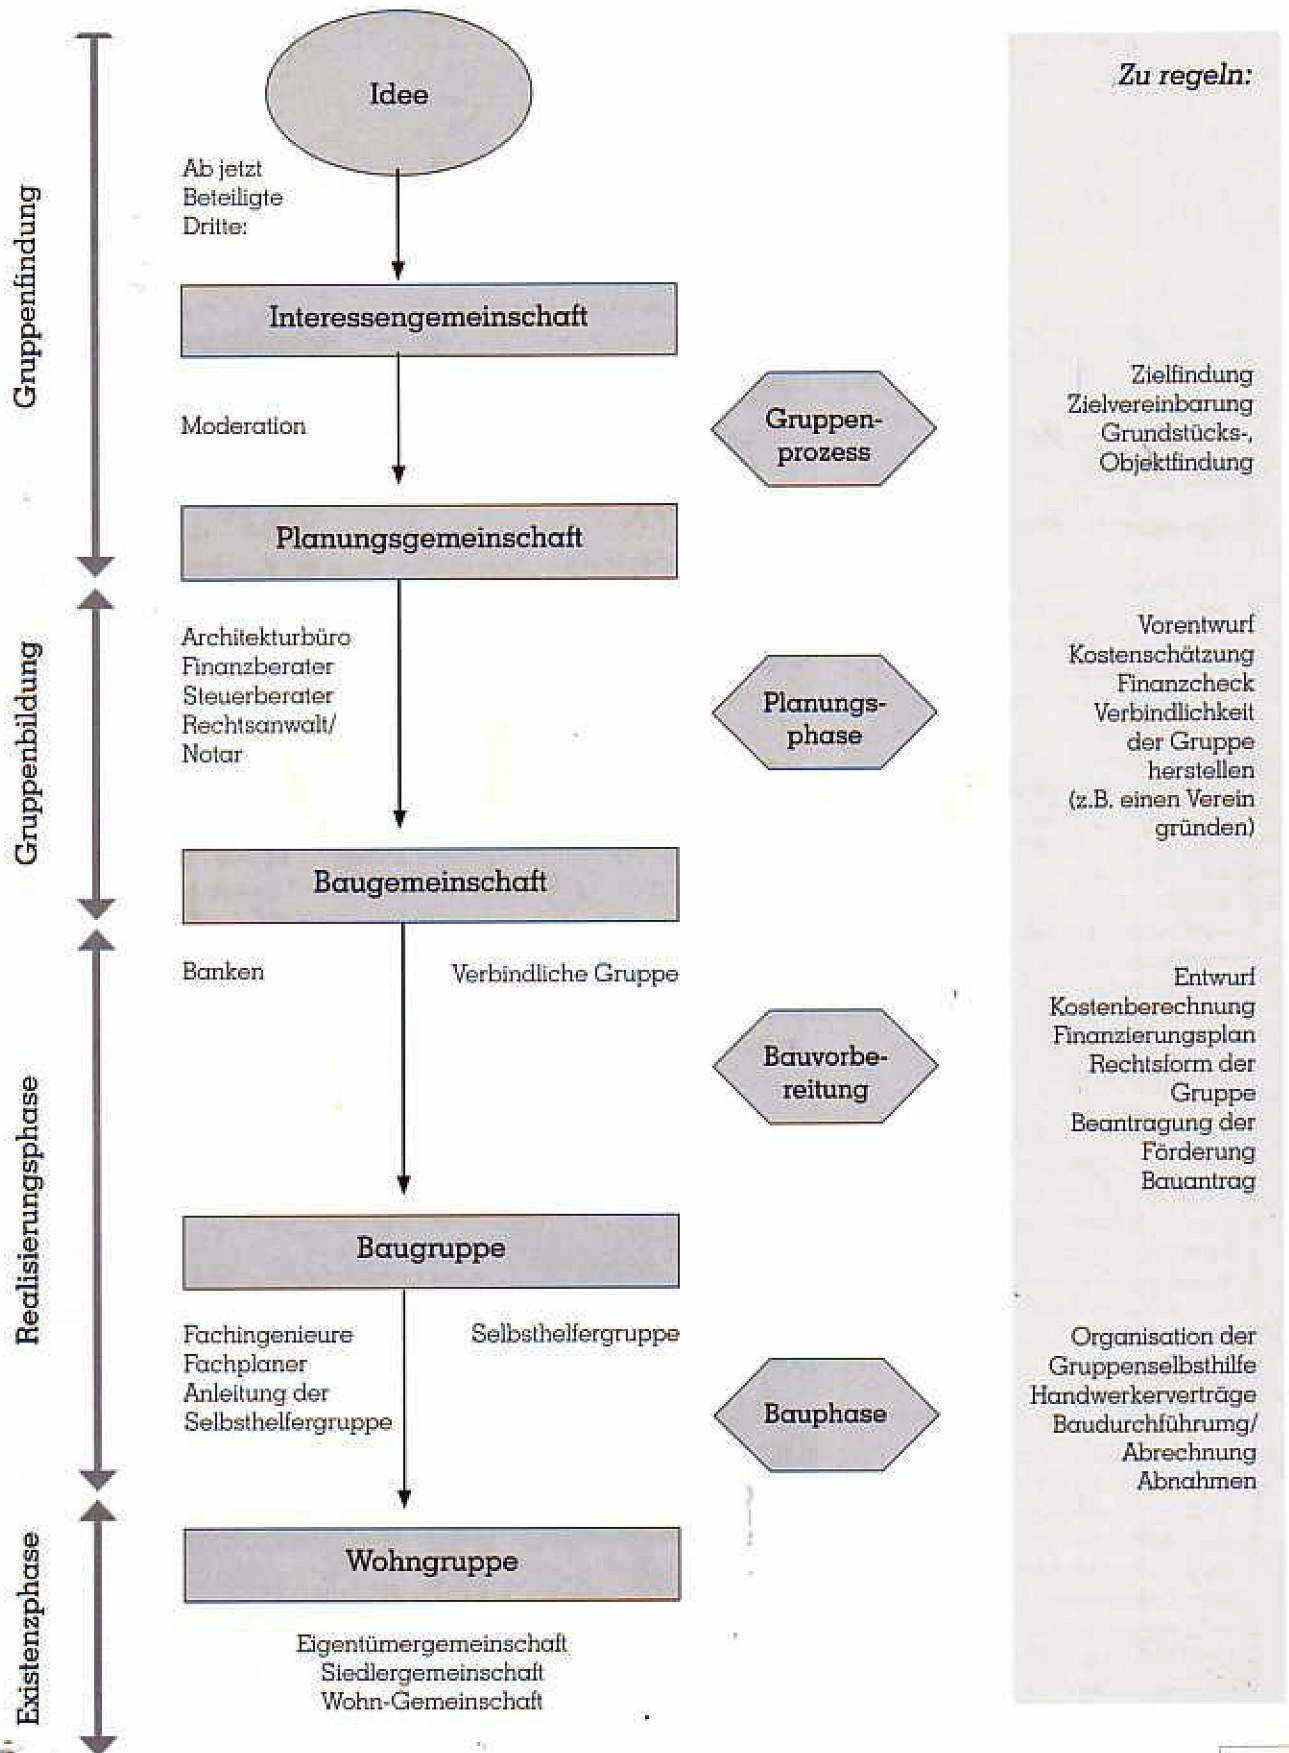 Idee
Zu regeln:
Ab jetzt
Beteiligte
Dritte:
Gruppenfindung
Interessengemeinschaft
Moderation
Gruppen-
prozess
Zielfindung
Zielvereinbarung
Grundstücks-,
Objektfindung
Planungsgemeinschaft
Gruppenbildung
Architekturbüro
Finanzberater
Steuerberater
Rechtsanwalt/
Notar
Planungs-
phase
Vorentwurf
Kostenschätzung
Finanzcheck
Verbindlichkeit
der Gruppe
herstellen
(z.B. einen Verein
gründen)
Baugemeinschaft
Realisierungsphase
Banken
Verbindliche Gruppe
Bauvorbe-
reitung
Entwurf
Kostenberechnung
Finanzierungsplan
Rechtsform der
Gruppe
Beantragung der
Förderung
Bauantrag
Baugruppe
Fachingenieure
Fachplaner
Anleitung der
Selbsthelfergruppe
Selbsthelfergruppe
Bauphase
Organisation der
Gruppenselbsthilfe
Handwerkerverträge
Baudurchführumg/
Abrechnung
Abnahmen
Existenzphase
Wohngruppe
Eigentümergemeinschaft
Siedlergemeinschaft
Wohn-Gemeinschaft